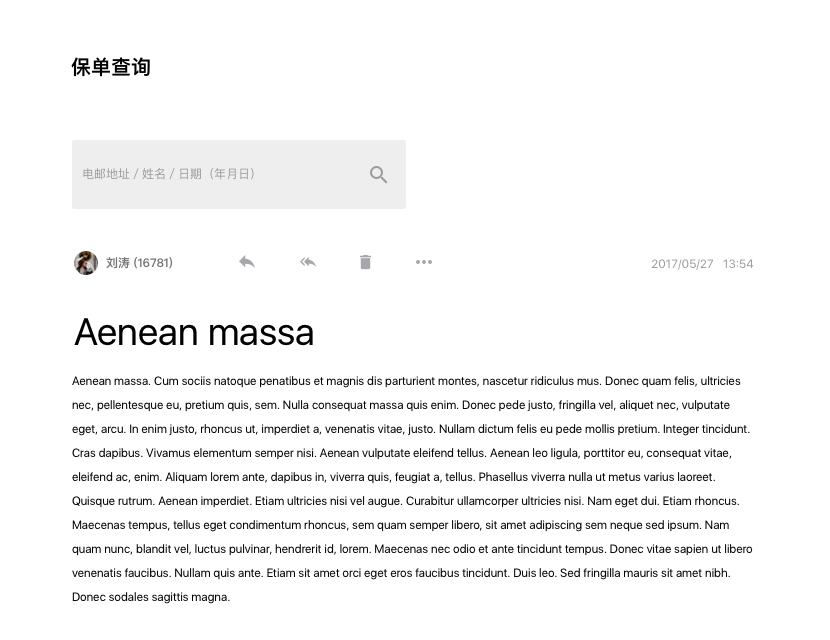 保单查询
电邮地址 / 姓名 / 日期（年月日）
刘涛 (16781)
2017/05/27 13:54
Aenean massa
Aenean massa. Cum sociis natoque penatibus et magnis dis parturient montes, nascetur ridiculus mus. Donec quam felis, ultricies
nec, pellentesque eu, pretium quis, sem. Nulla consequat massa quis enim. Donec pede justo, fringilla vel, aliquet nec, vulputate
eget, arcu. In enim justo, rhoncus ut, imperdiet a, venenatis vitae, justo. Nullam dictum felis eu pede mollis pretium. Integer tincidunt.
Cras dapibus. Vivamus elementum semper nisi. Aenean vulputate eleifend tellus. Aenean leo ligula, porttitor eu, consequat vitae,
eleifend ac, enim. Aliquam lorem ante, dapibus in, viverra quis, feugiat a, tellus. Phasellus viverra nulla ut metus varius laoreet.
Quisque rutrum. Aenean imperdiet. Etiam ultricies nisi vel augue. Curabitur ullamcorper ultricies nisi. Nam eget dui. Etiam rhoncus.
Maecenas tempus, tellus eget condimentum rhoncus, sem quam semper libero, sit amet adipiscing sem neque sed ipsum. Nam
quam nunc, blandit vel, luctus pulvinar, hendrerit id, lorem. Maecenas nec odio et ante tincidunt tempus. Donec vitae sapien ut libero
venenatis faucibus. Nullam quis ante. Etiam sit amet orci eget eros faucibus tincidunt. Duis leo. Sed fringilla mauris sit amet nibh.
Donec sodales sagittis magna.